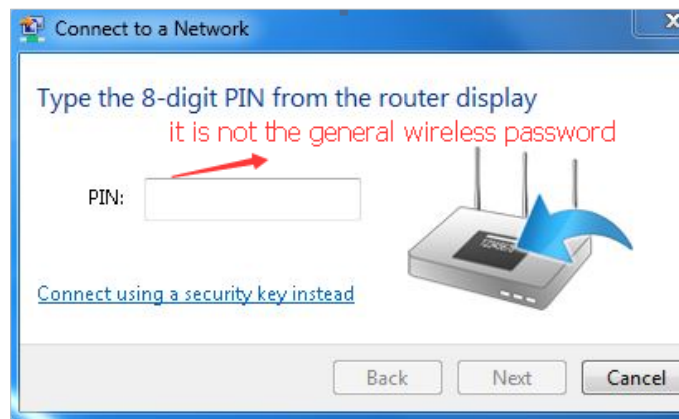 Connect to a Network
Type the 8-digit PIN from the router display
it is not the general wireless password
PIN:
12345670
Connect using a security key instead
Back
Next
Cancel